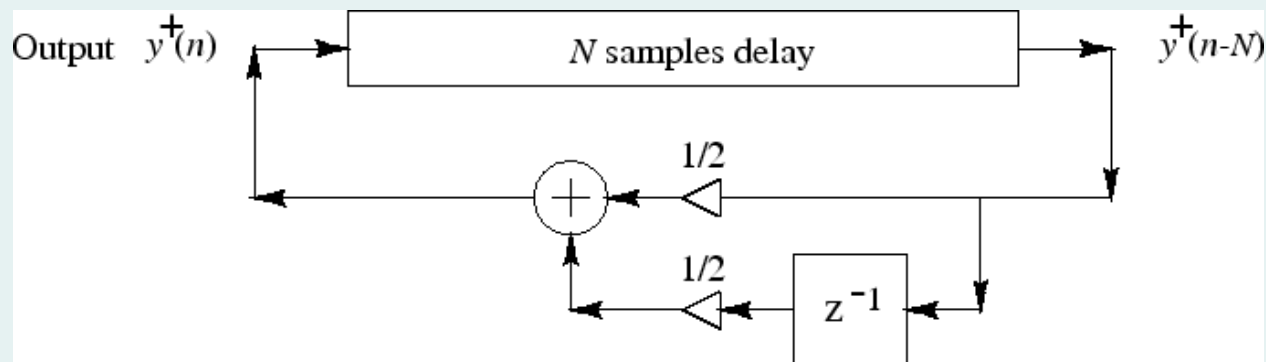 Output y⁺(n) N samples delay y⁺(n-N)
1/2
+
1/2
z⁻¹